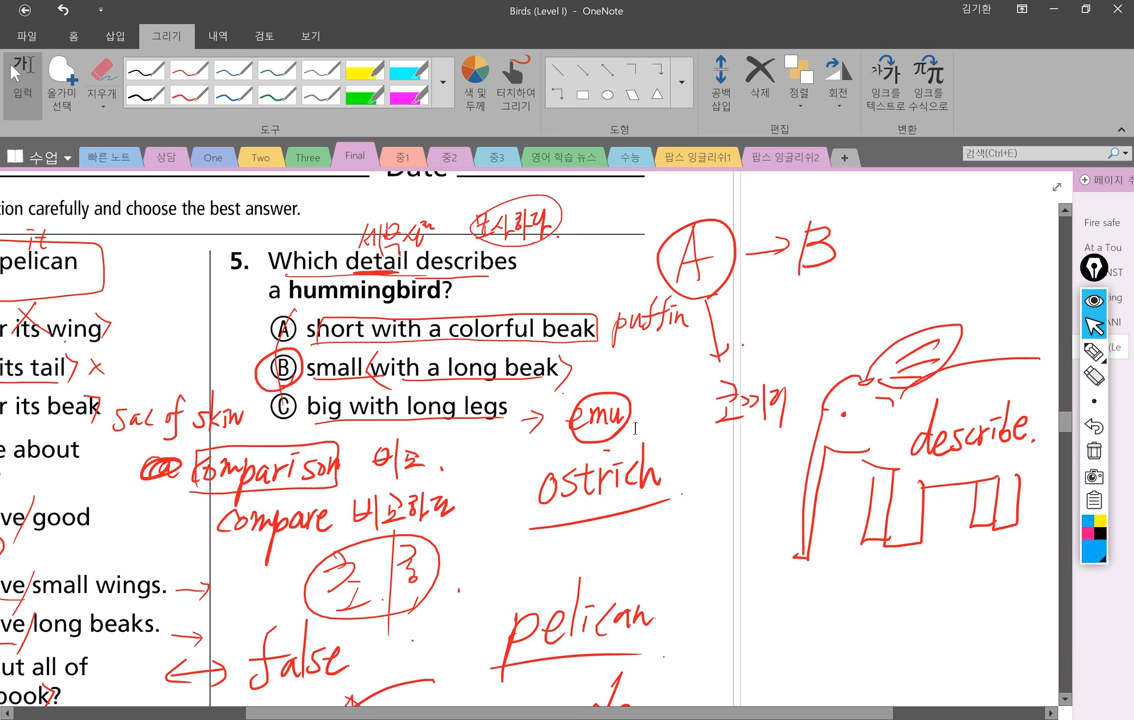 Birds (Level I) - OneNote
김기환
파일 홈 삽입 그리기 내역 검토 보기
입력
올가미 선택
지우개
색 및 두께
터치하여 그리기
공백 삽입
삭제
정렬
회전
잉크를 텍스트로
잉크를 수식으로
도구
도형
편집
변환
수업 빠른 노트 상담 One Two Three Final 중1 중2 중3 영어 학습 뉴스 수능 팝스 잉글리쉬1 팝스 잉글리쉬2
검색(Ctrl+E)
페이지 추
Fire safe
At a Tou
NST
ing
ANI
(Le
Date
tion carefully and choose the best answer.
it
pelican
r its wing
its tail
r its beak
sac of skin
e about
ve good
ve small wings.
ve long beaks.
ut all of
book?
묘사하다
5. Which detail describes
a hummingbird?
A short with a colorful beak
puffin
B small with a long beak
C big with long legs
emu
ostrich
comparison
compare 비교하다
false
pelican
A → B
코끼리
describe.